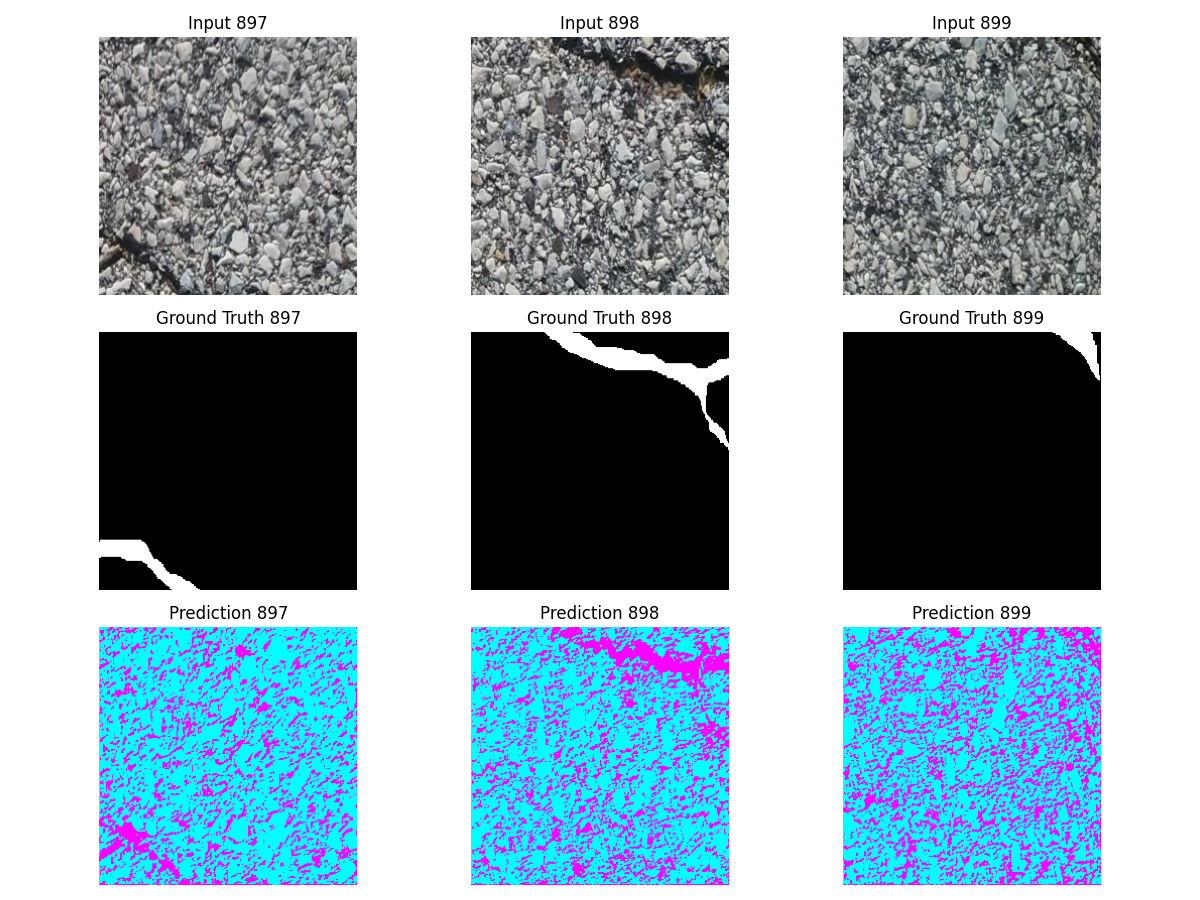 Input 897
Input 898
Input 899
Ground Truth 897
Ground Truth 898
Ground Truth 899
Prediction 897
Prediction 898
Prediction 899